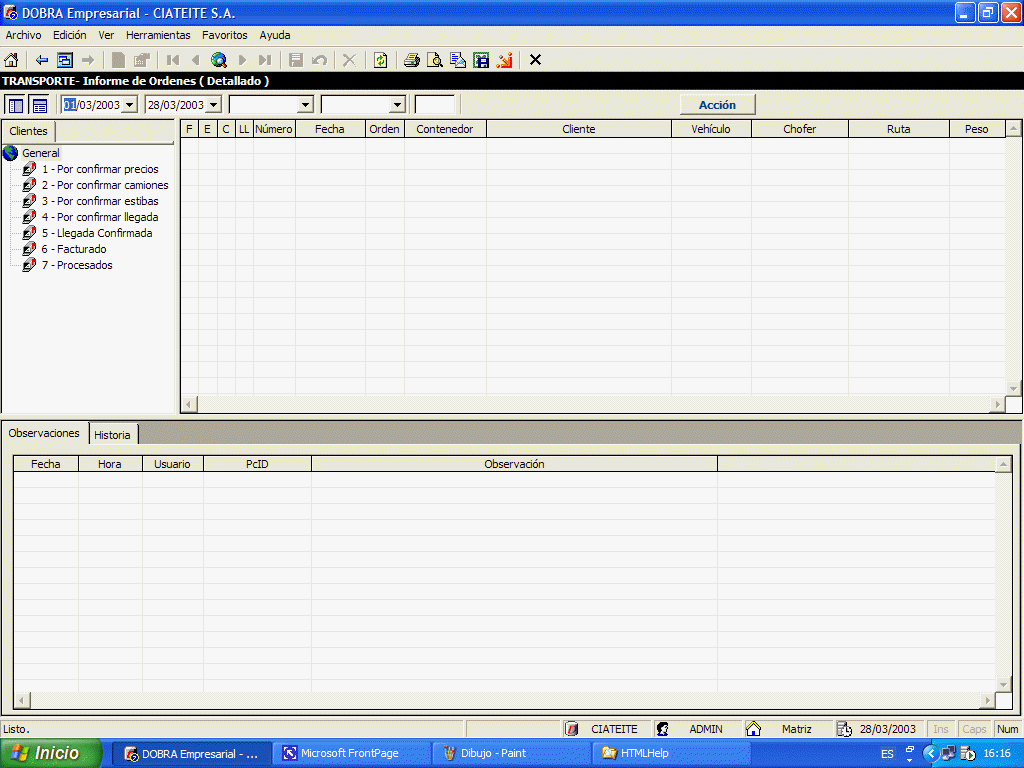 DOBRA Empresarial - CIATEITE S.A.
Archivo Edición Ver Herramientas Favoritos Ayuda
TRANSPORTE- Informe de Ordenes ( Detallado )
01/03/2003 28/03/2003 Acción
Clientes
F E C LL Número Fecha Orden Contenedor Cliente Vehículo Chofer Ruta Peso
General
1 - Por confirmar precios
2 - Por confirmar camiones
3 - Por confirmar estibas
4 - Por confirmar llegada
5 - Llegada Confirmada
6 - Facturado
7 - Procesados
Observaciones Historia
Fecha Hora Usuario PcID Observación
Listo. CIATEITE ADMIN Matriz 28/03/2003 Ins Caps Num
Inicio DOBRA Empresarial - ... Microsoft FrontPage Dibujo - Paint HTMLHelp ES 16:16